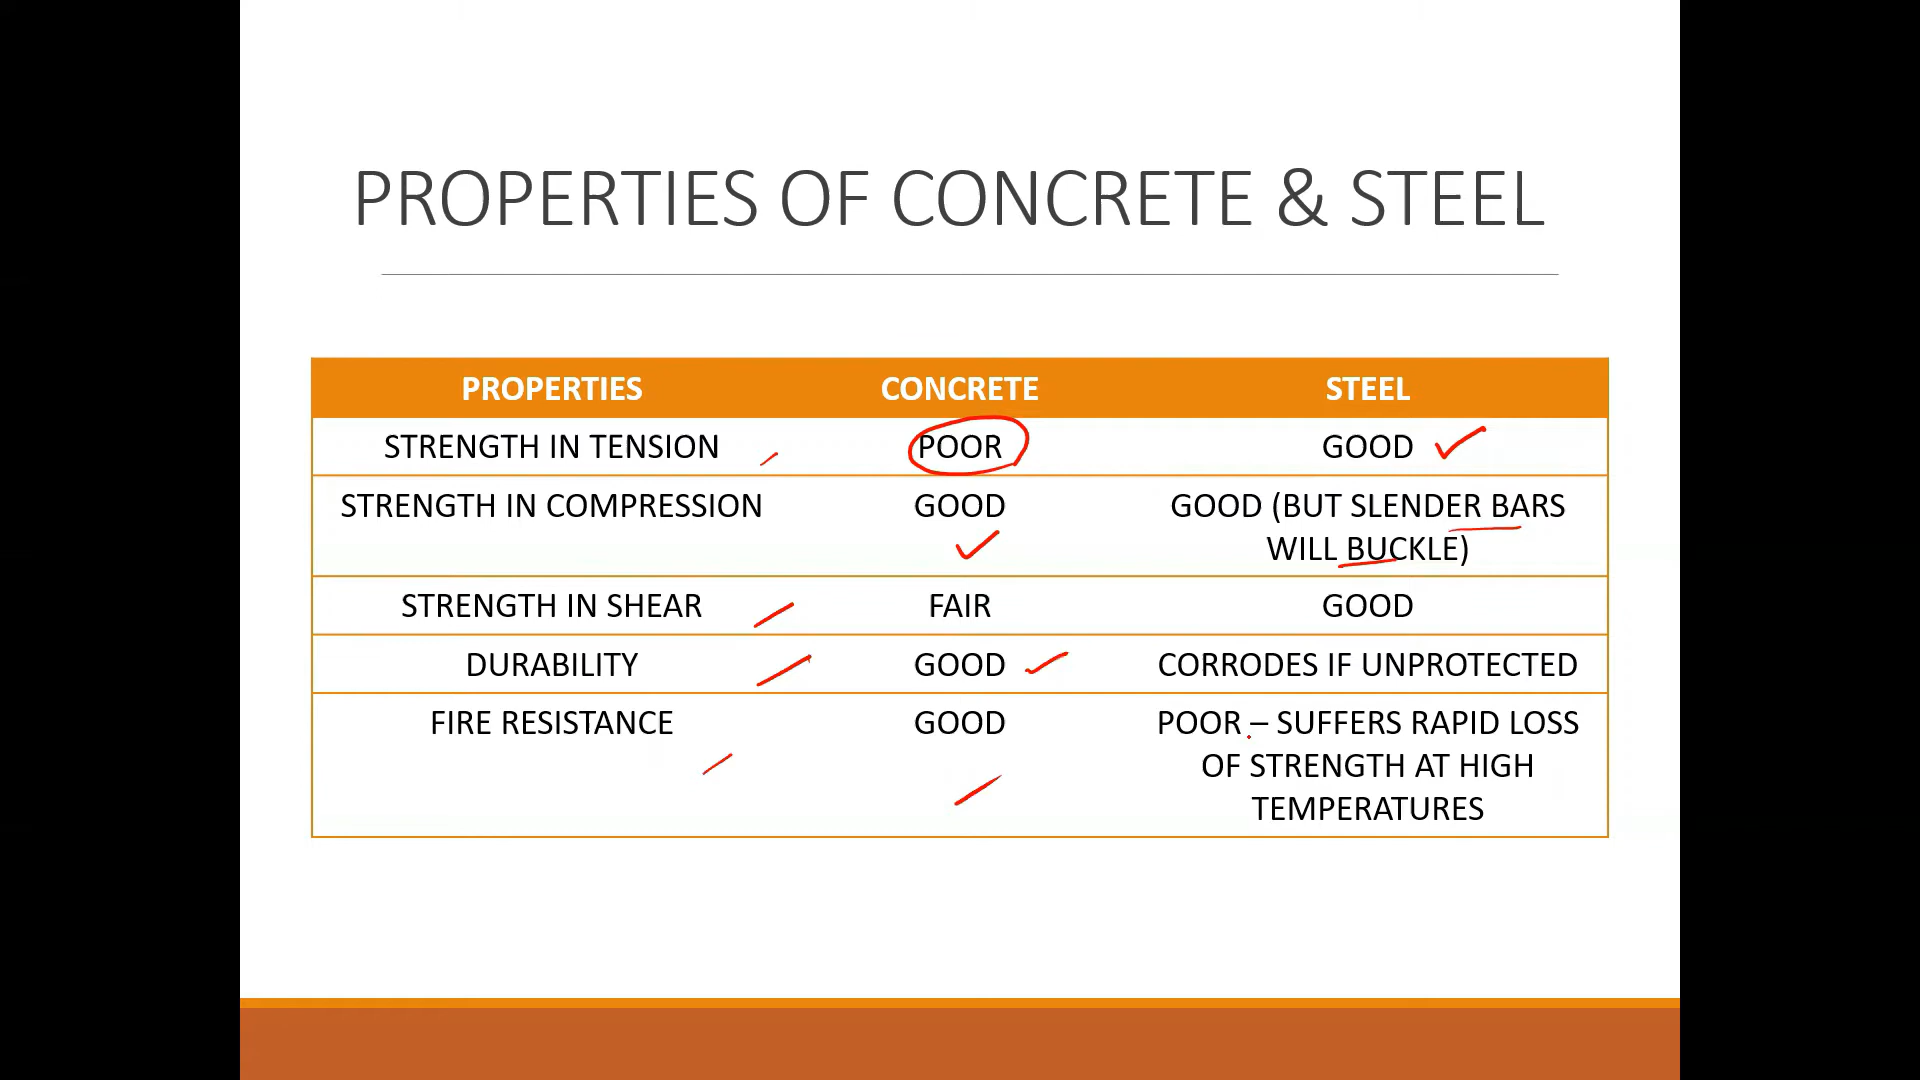 PROPERTIES OF CONCRETE & STEEL
PROPERTIES CONCRETE STEEL
STRENGTH IN TENSION POOR GOOD
STRENGTH IN COMPRESSION GOOD GOOD (BUT SLENDER BARS
WILL BUCKLE)
STRENGTH IN SHEAR FAIR GOOD
DURABILITY GOOD CORRODES IF UNPROTECTED
FIRE RESISTANCE GOOD POOR – SUFFERS RAPID LOSS
OF STRENGTH AT HIGH
TEMPERATURES